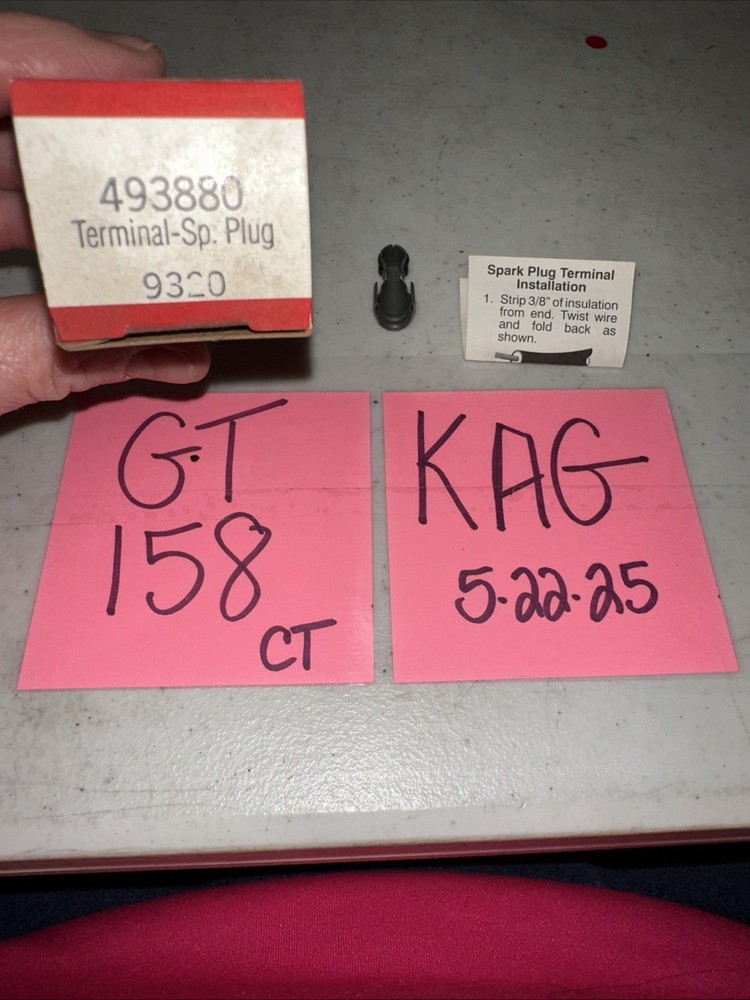 493880
Terminal-Sp. Plug
9320
Spark Plug Terminal
Installation
1. Strip 3/8" of insulation
from end. Twist wire
and fold back as
shown.
G.T
158
CT
KAG
5.22.25